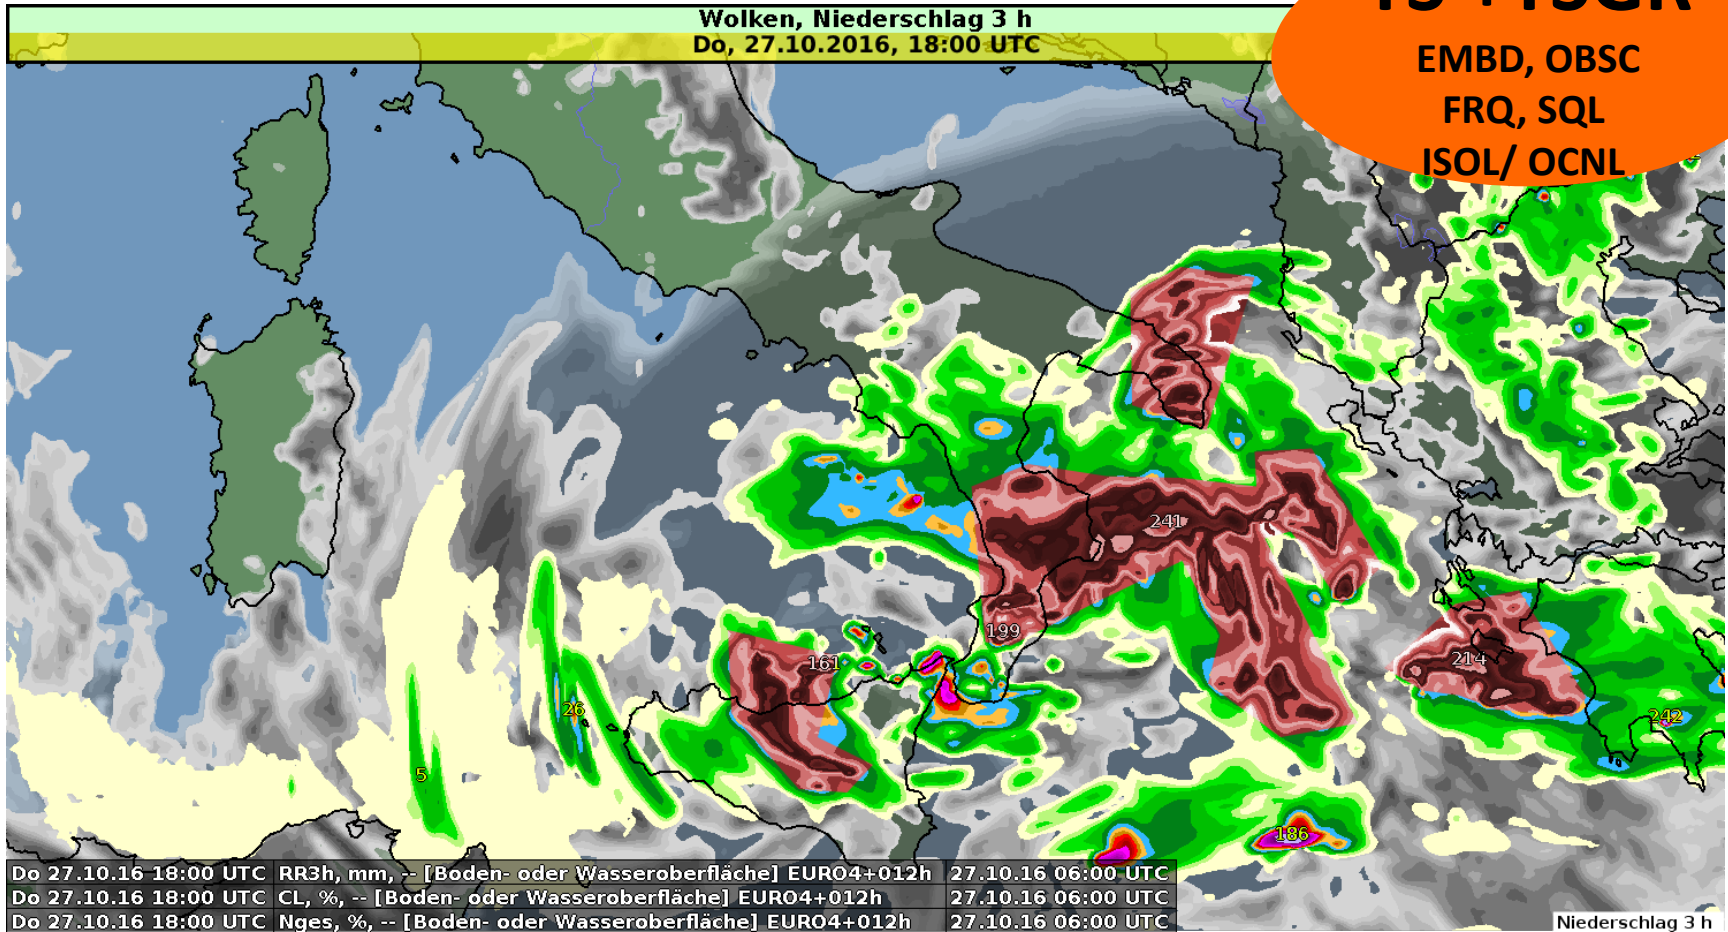 Wolken, Niederschlag 3 h
Do, 27.10.2016, 18:00 UTC
EMBD, OBSC
FRQ, SQL
ISOL/ OCNL
241
199
161
214
26
242
5
186
Do 27.10.16 18:00 UTC RR3h, mm, -- [Boden- oder Wasseroberfläche] EURO4+012h 27.10.16 06:00 UTC
Do 27.10.16 18:00 UTC CL, %, -- [Boden- oder Wasseroberfläche] EURO4+012h 27.10.16 06:00 UTC
Do 27.10.16 18:00 UTC Nges, %, -- [Boden- oder Wasseroberfläche] EURO4+012h 27.10.16 06:00 UTC
Niederschlag 3 h